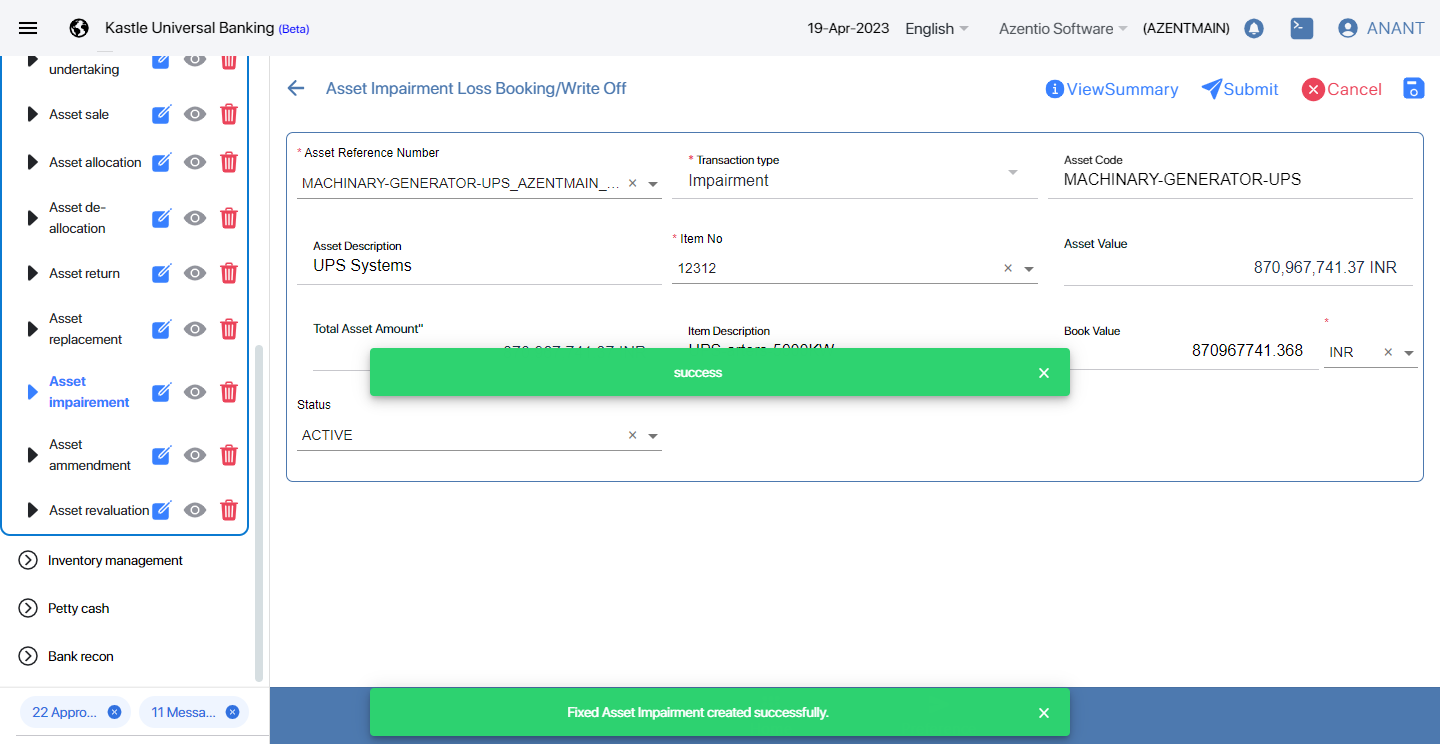 Kastle Universal Banking (Beta)
19-Apr-2023
English
Azentio Software
(AZENTMAIN)
ANANT
undertaking
Asset sale
Asset allocation
Asset de-
allocation
Asset return
Asset
replacement
Asset
impairement
Asset
ammendment
Asset revaluation
Inventory management
Petty cash
Bank recon
22 Appro...
11 Messa...
Asset Impairment Loss Booking/Write Off
ViewSummary
Submit
Cancel
* Asset Reference Number
MACHINARY-GENERATOR-UPS_AZENTMAIN_...
* Transaction type
Impairment
Asset Code
MACHINARY-GENERATOR-UPS
Asset Description
UPS Systems
* Item No
12312
Asset Value
870,967,741.37 INR
Total Asset Amount"
Item Description
Book Value
870967741.368
*
INR
success
Status
ACTIVE
Fixed Asset Impairment created successfully.